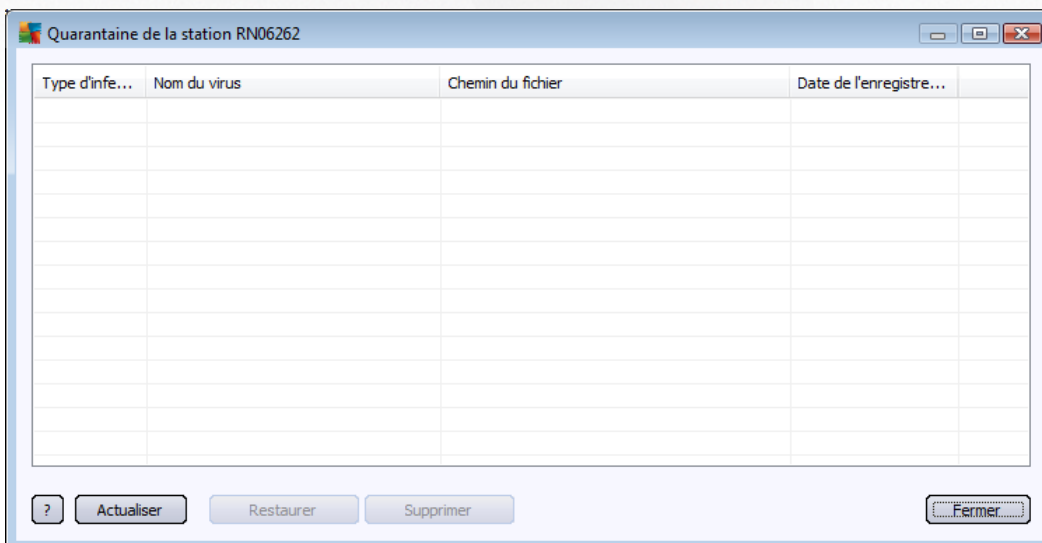 Quarantaine de la station RN06262
Type d'infe... Nom du virus Chemin du fichier Date de l'enregistre...
? Actualiser Restaurer Supprimer Fermer